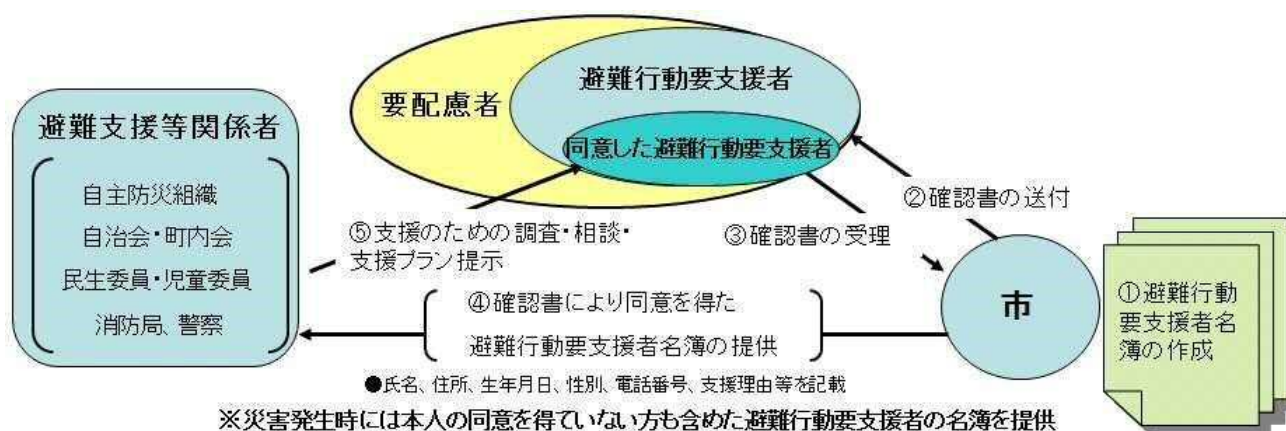 避難支援等関係者
自主防災組織
自治会・町内会
民生委員・児童委員
消防局、警察
要配慮者
避難行動要支援者
同意した避難行動要支援者
⑤支援のための調査・相談・
支援プラン提示
③確認書の受理
②確認書の送付
市
①避難行動
要支援者名
簿の作成
④確認書により同意を得た
避難行動要支援者名簿の提供
●氏名、住所、生年月日、性別、電話番号、支援理由等を記載
※災害発生時には本人の同意を得ていない方も含めた避難行動要支援者の名簿を提供